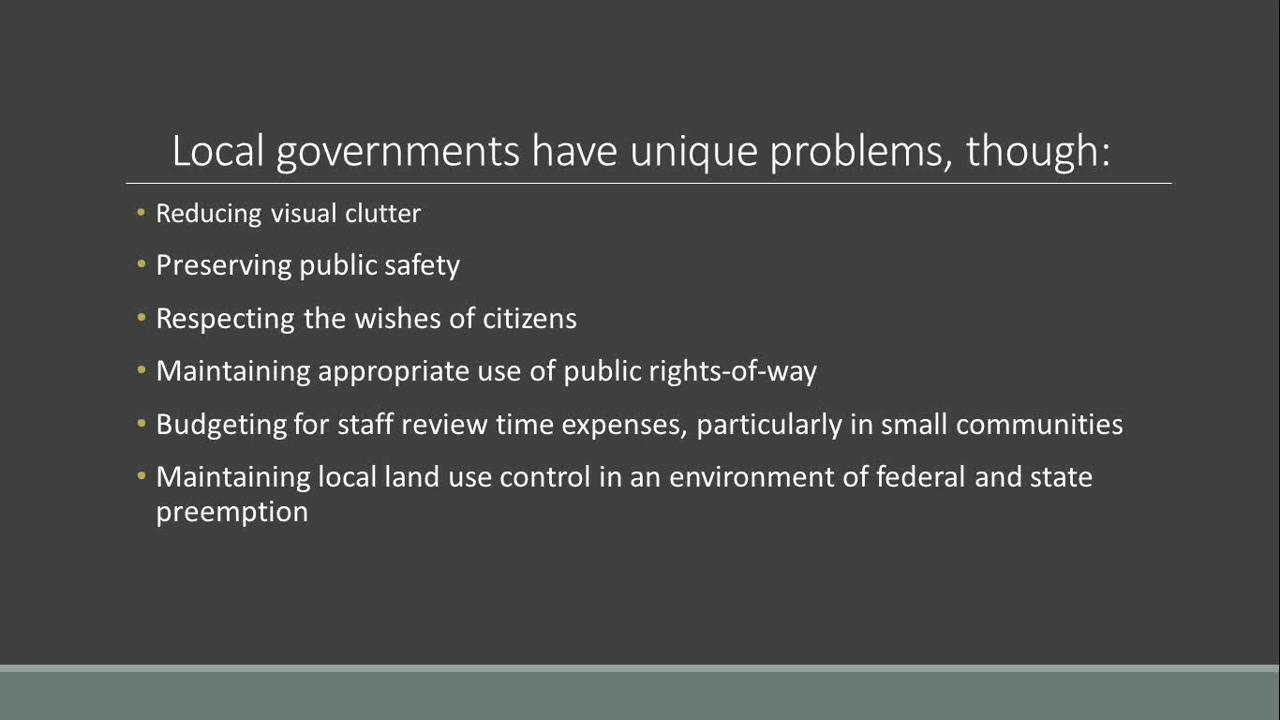 Local governments have unique problems, though:
• Reducing visual clutter
• Preserving public safety
• Respecting the wishes of citizens
• Maintaining appropriate use of public rights-of-way
• Budgeting for staff review time expenses, particularly in small communities
• Maintaining local land use control in an environment of federal and state
preemption